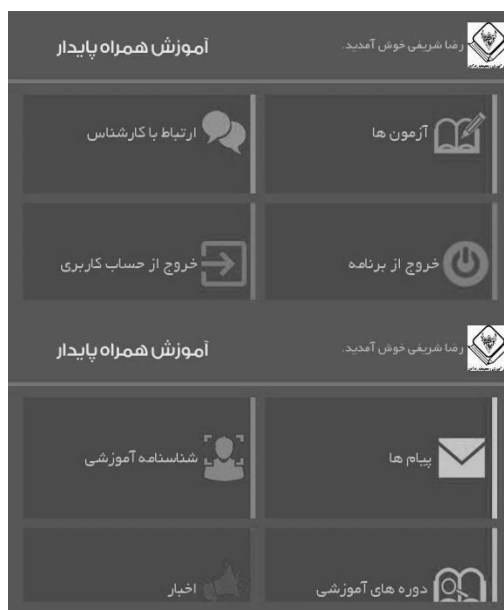 رضا شریفی خوش آمدید.
آموزش همراه پایدار
آزمون ها
ارتباط با کارشناس
خروج از برنامه
خروج از حساب کاربری
رضا شریفی خوش آمدید.
آموزش همراه پایدار
پیام ها
شناسنامه آموزشی
دوره های آموزشی
اخبار